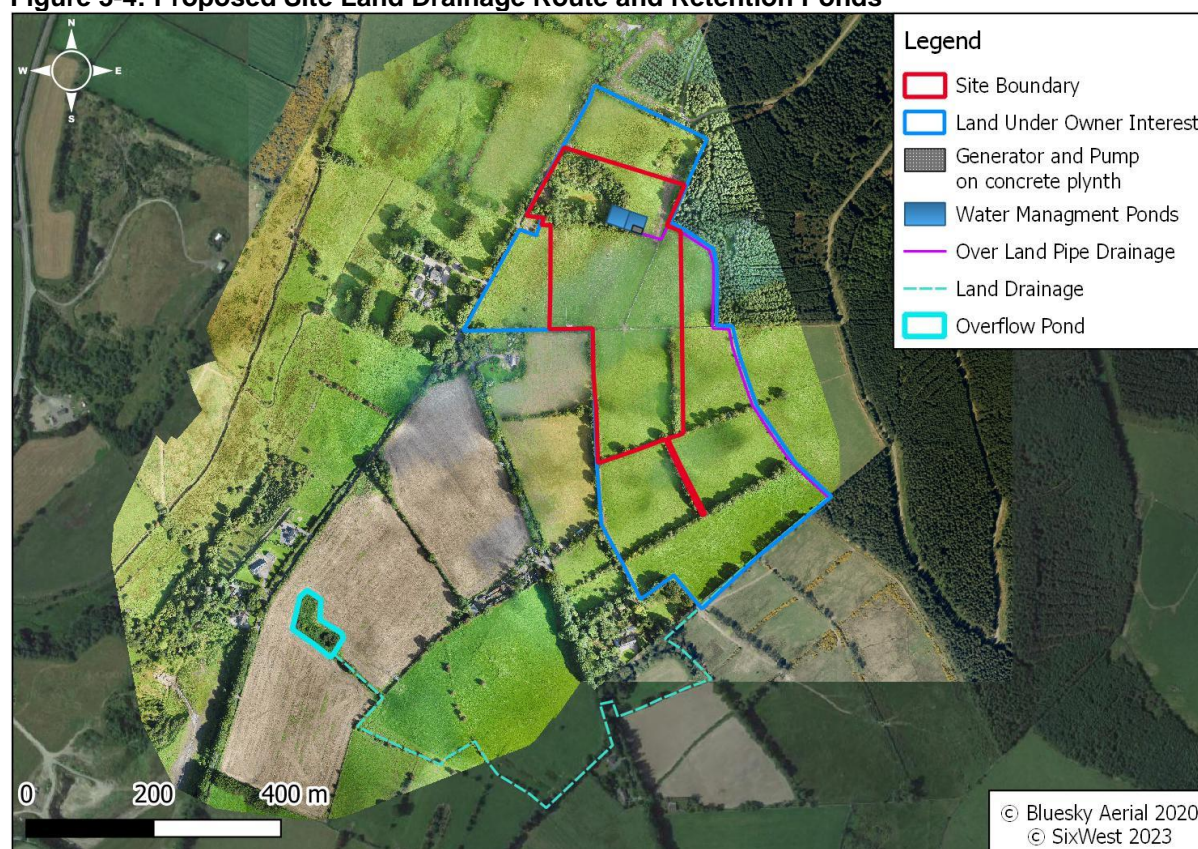 Figure 3-4: Proposed Site Land Drainage Route and Retention Ponds
N
W
E
S
Legend
Site Boundary
Land Under Owner Interest
Generator and Pump
on concrete plynth
Water Managment Ponds
Over Land Pipe Drainage
Land Drainage
Overflow Pond
0 200 400 m
© Bluesky Aerial 2020
© SixWest 2023